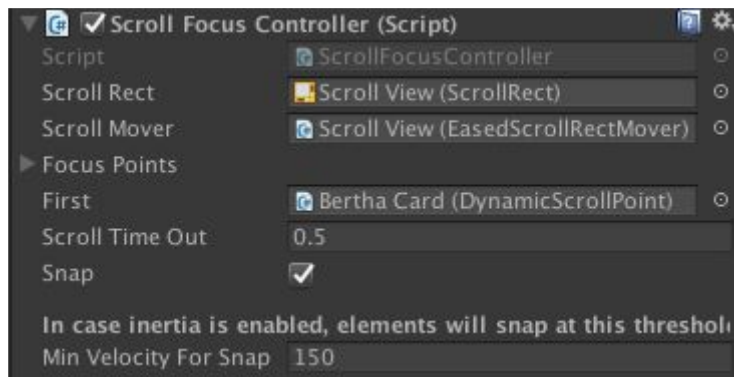 Scroll Focus Controller (Script)
Script ScrollFocusController
Scroll Rect Scroll View (ScrollRect)
Scroll Mover Scroll View (EasedScrollRectMover)
Focus Points
First Bertha Card (DynamicScrollPoint)
Scroll Time Out 0.5
Snap
In case inertia is enabled, elements will snap at this threshol
Min Velocity For Snap 150